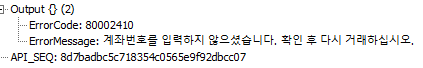 Output {} (2)
ErrorCode: 80002410
ErrorMessage: 계좌번호를 입력하지 않으셨습니다. 확인 후 다시 거래하십시오.
API_SEQ: 8d7badbc5c718354c0565e9f92dbcc07